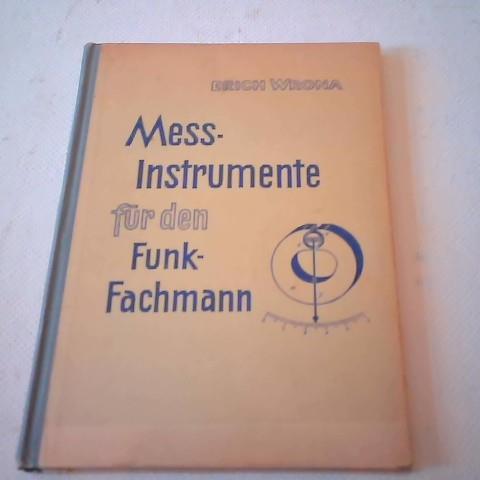 ERICH WRONA
Mess-
Instrumente
für den
Funk-
Fachmann